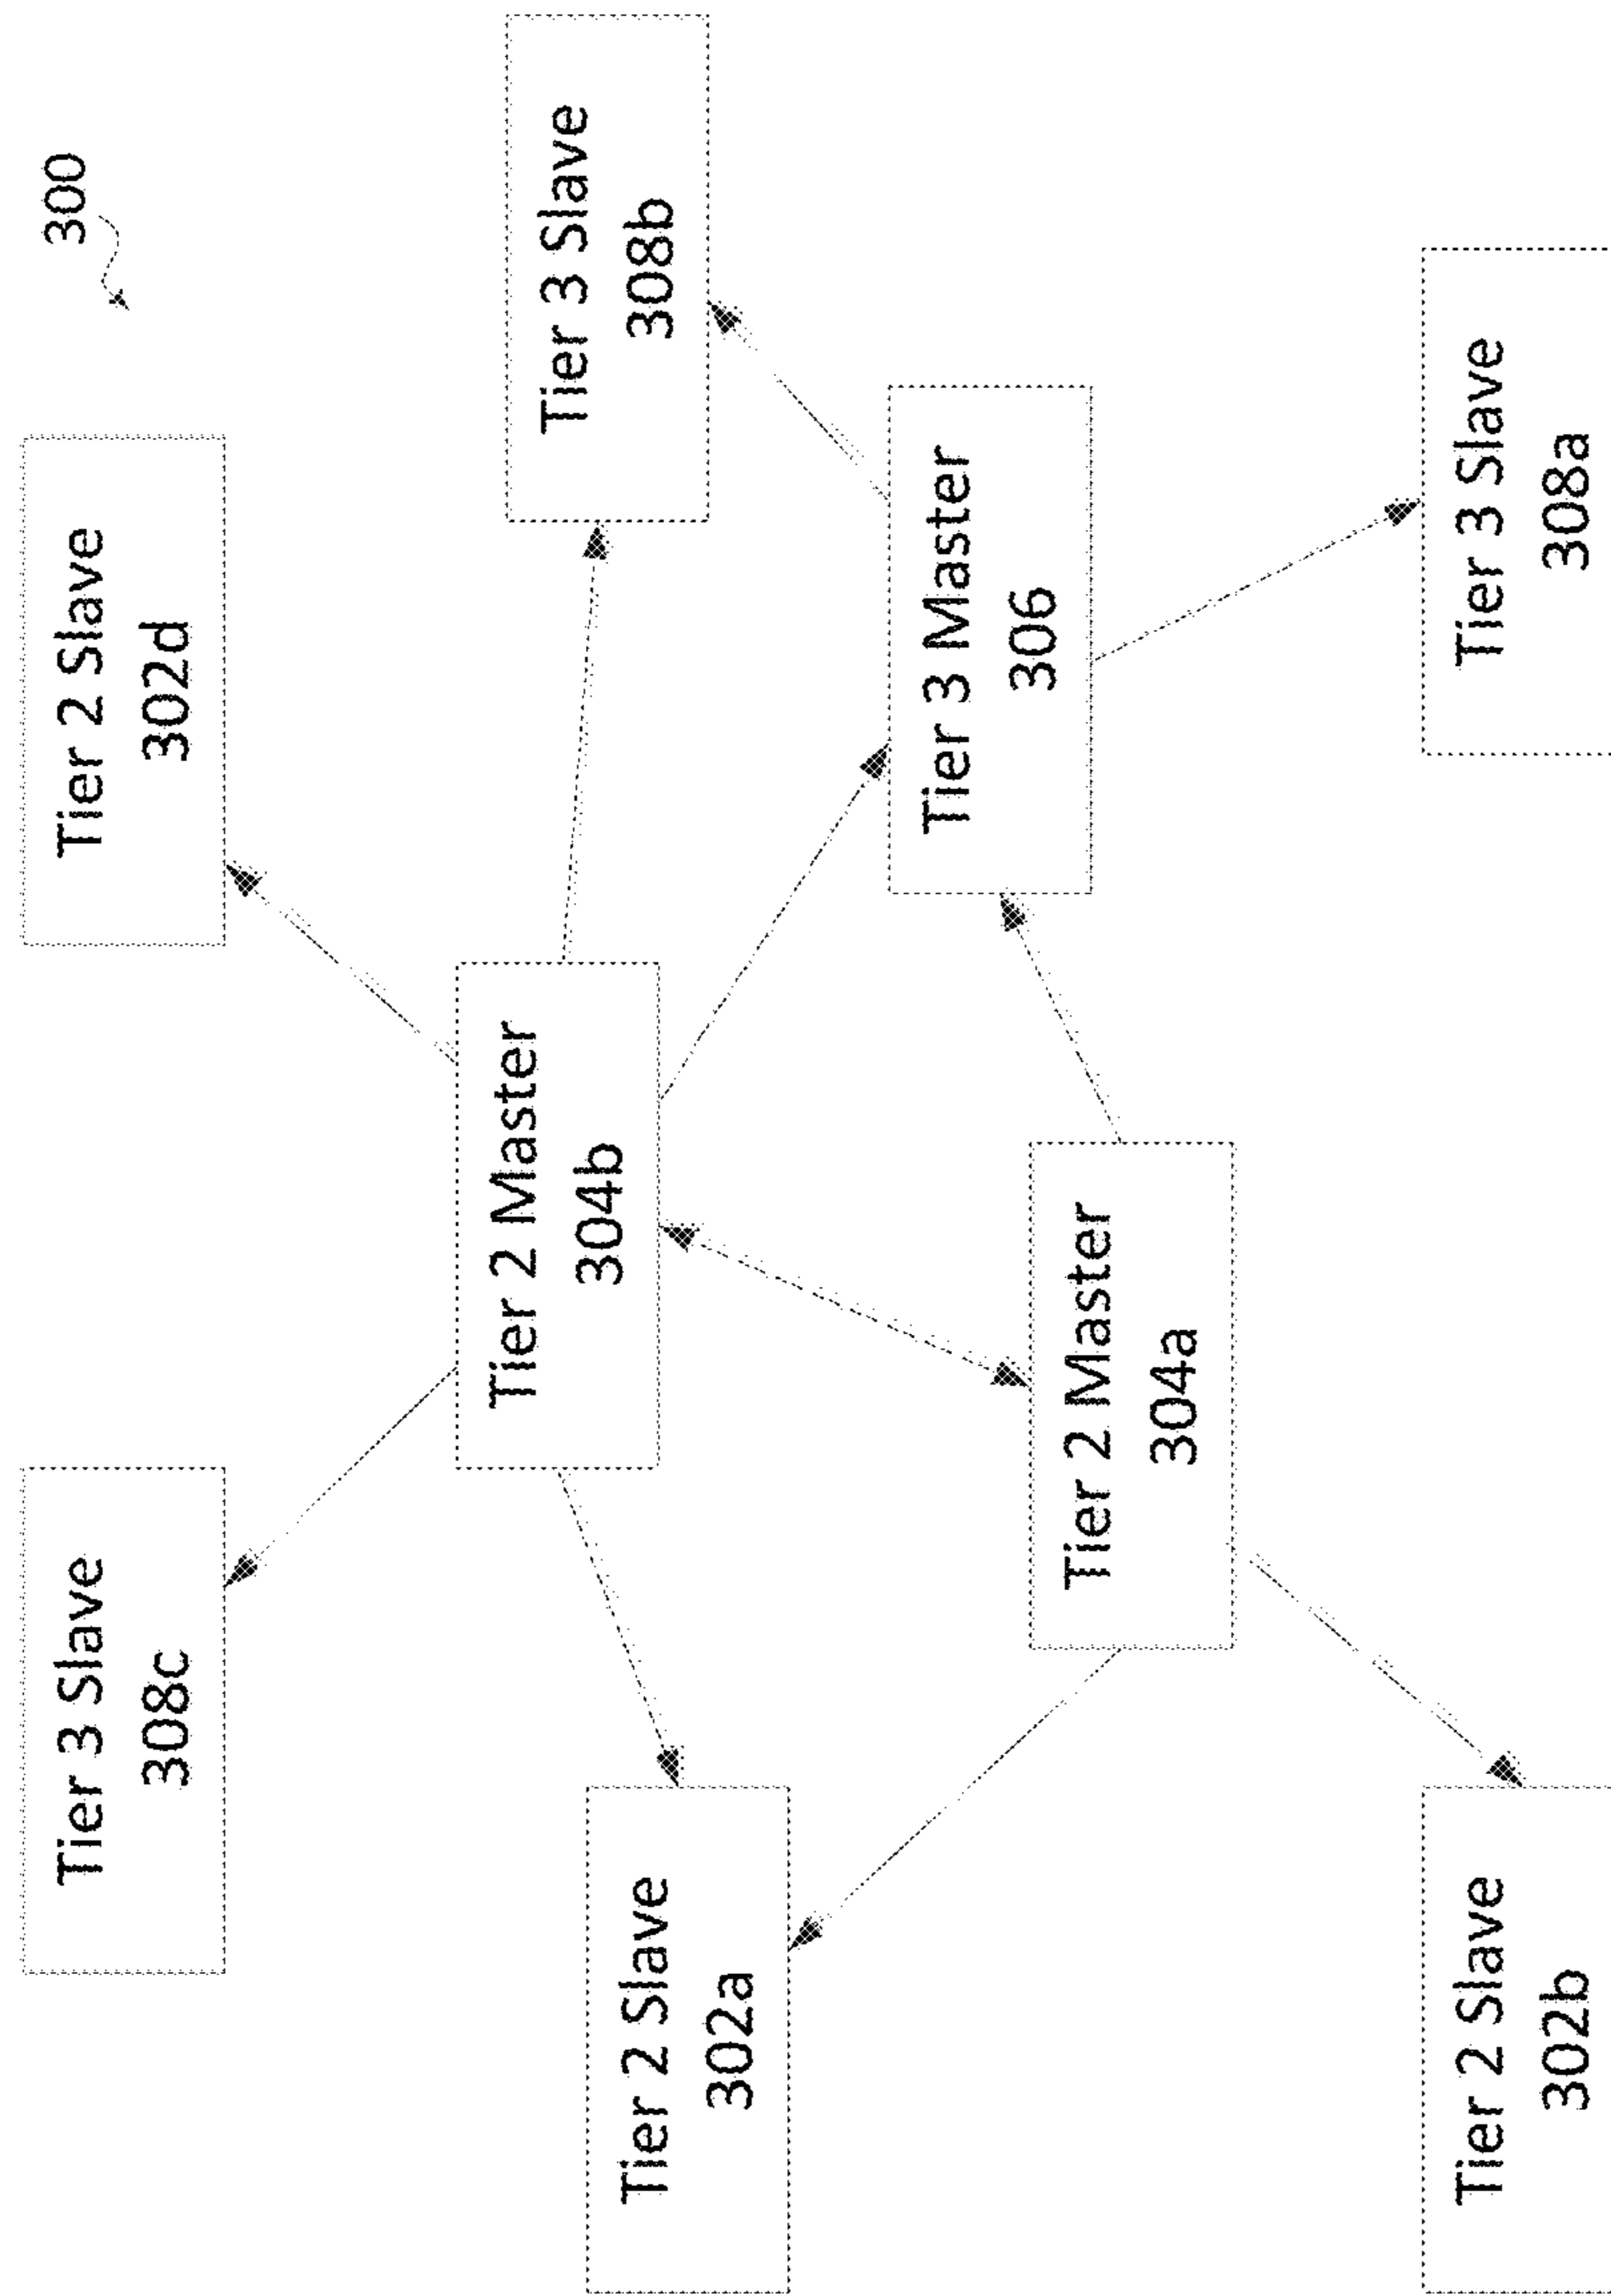 300
Tier 3 Slave
308c
Tier 2 Slave
302d
Tier 2 Master
304b
Tier 3 Slave
308b
Tier 2 Slave
302a
Tier 3 Master
306
Tier 2 Master
304a
Tier 2 Slave
302b
Tier 3 Slave
308a